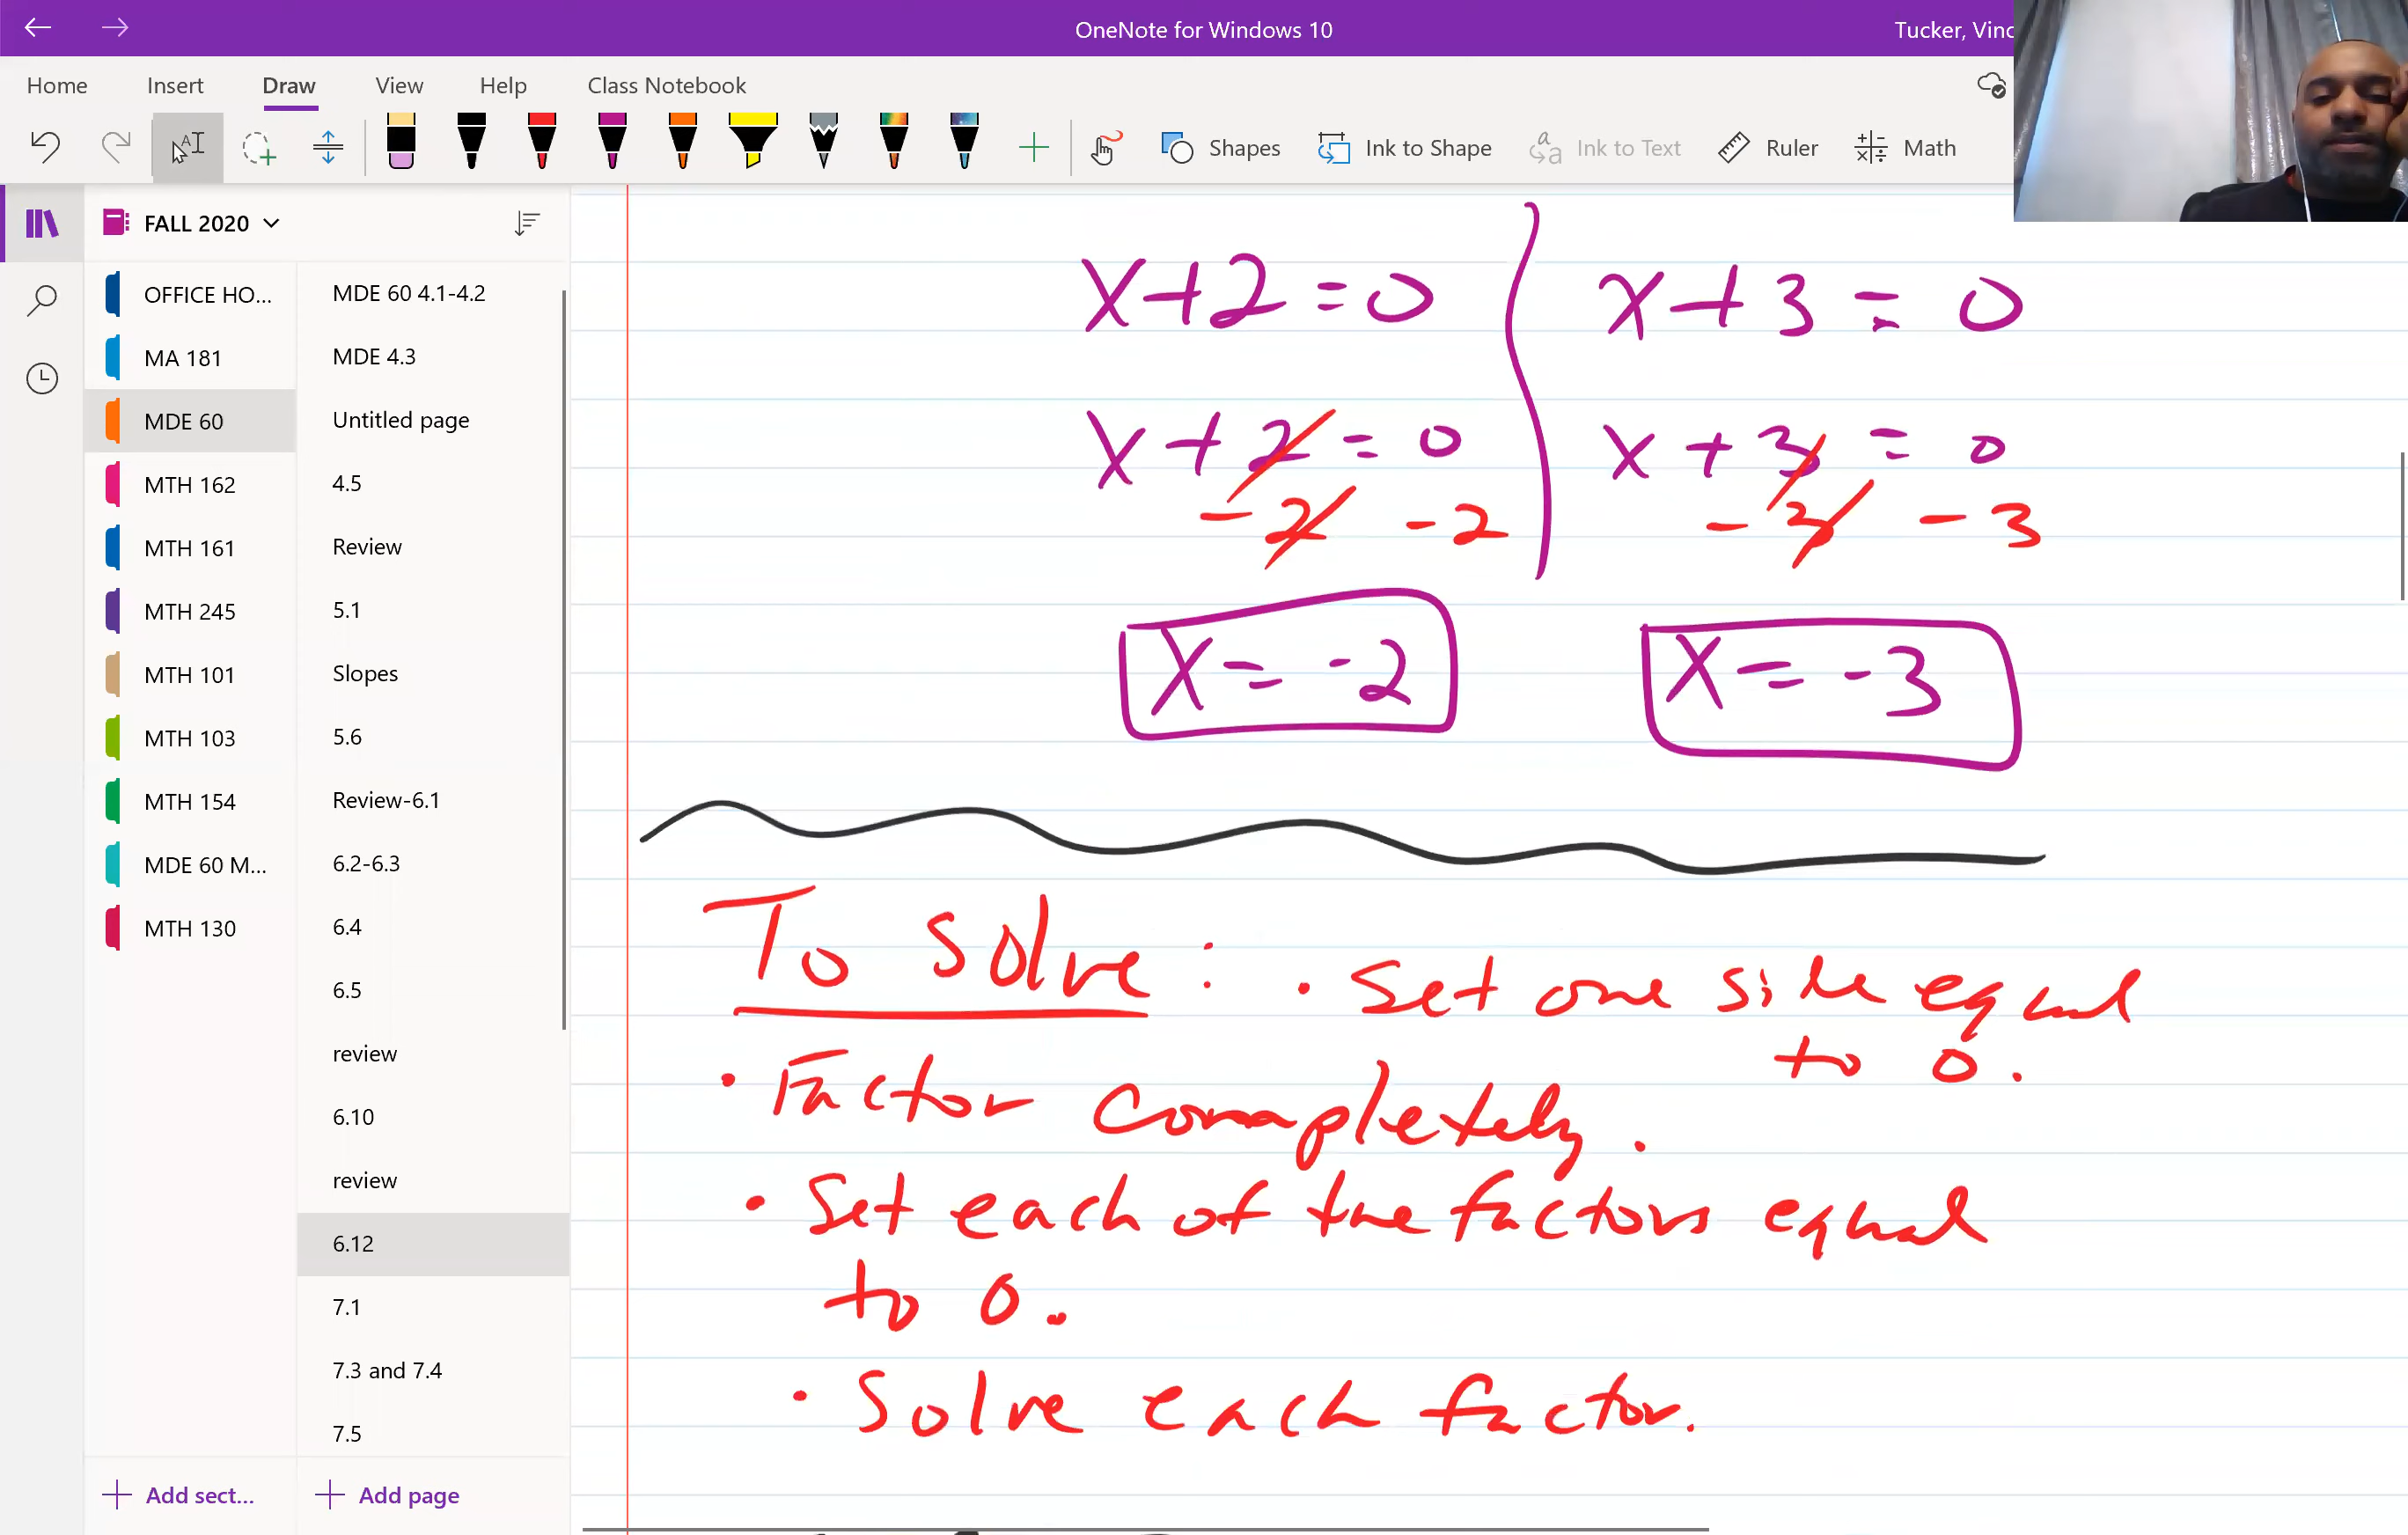 OneNote for Windows 10
Tucker, Vinc
Home Insert Draw View Help Class Notebook
Shapes Ink to Shape Ink to Text Ruler Math
FALL 2020
OFFICE HO...
MA 181
MDE 60
MTH 162
MTH 161
MTH 245
MTH 101
MTH 103
MTH 154
MDE 60 M...
MTH 130
Add sect...
MDE 60 4.1-4.2
MDE 4.3
Untitled page
4.5
Review
5.1
Slopes
5.6
Review-6.1
6.2-6.3
6.4
6.5
review
6.10
review
6.12
7.1
7.3 and 7.4
7.5
Add page
x+2=0 x+3=0
x+2=0 x+3=0
-2 -2 -3 -3
x=-2 x=-3
To solve: • Set one side equal
to 0.
• Factor completely.
• Set each of the factors equal
to 0.
• Solve each factor.